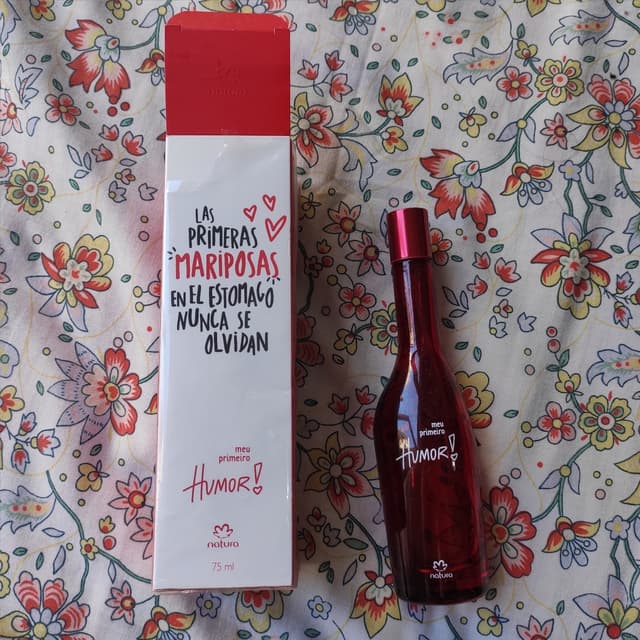 LAS
PRIMERAS
"MARIPOSAS"
EN EL ESTOMAGO
NUNCA SE
OLVIDAN
meu
primeiro
HUMOR!
natura
75 ml
meu
primeiro
HUMOR!
natura